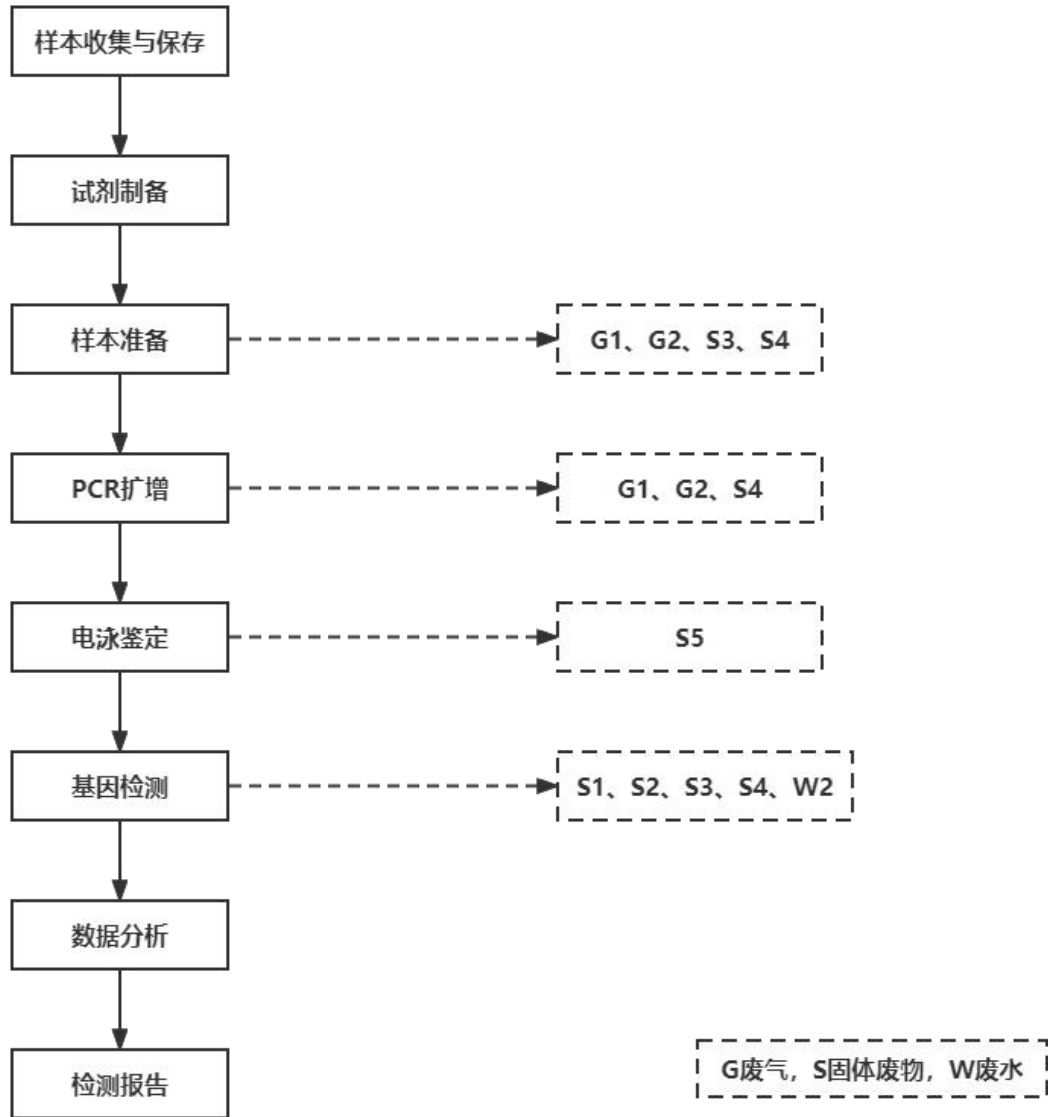 样本收集与保存
试剂制备
样本准备
G1、G2、S3、S4
PCR扩增
G1、G2、S4
电泳鉴定
S5
基因检测
S1、S2、S3、S4、W2
数据分析
检测报告
G废气，S固体废物，W废水